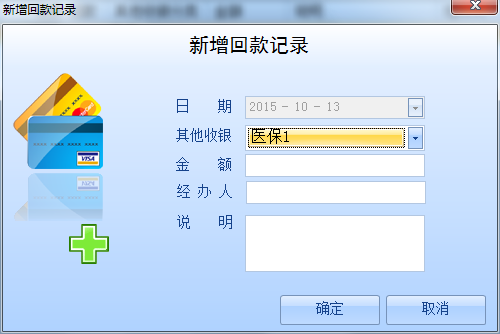 新增回款记录
新增回款记录
日 期 2015 - 10 - 13
其他收银 医保1
金 额
经 办 人
说 明
VISA
确定 取消